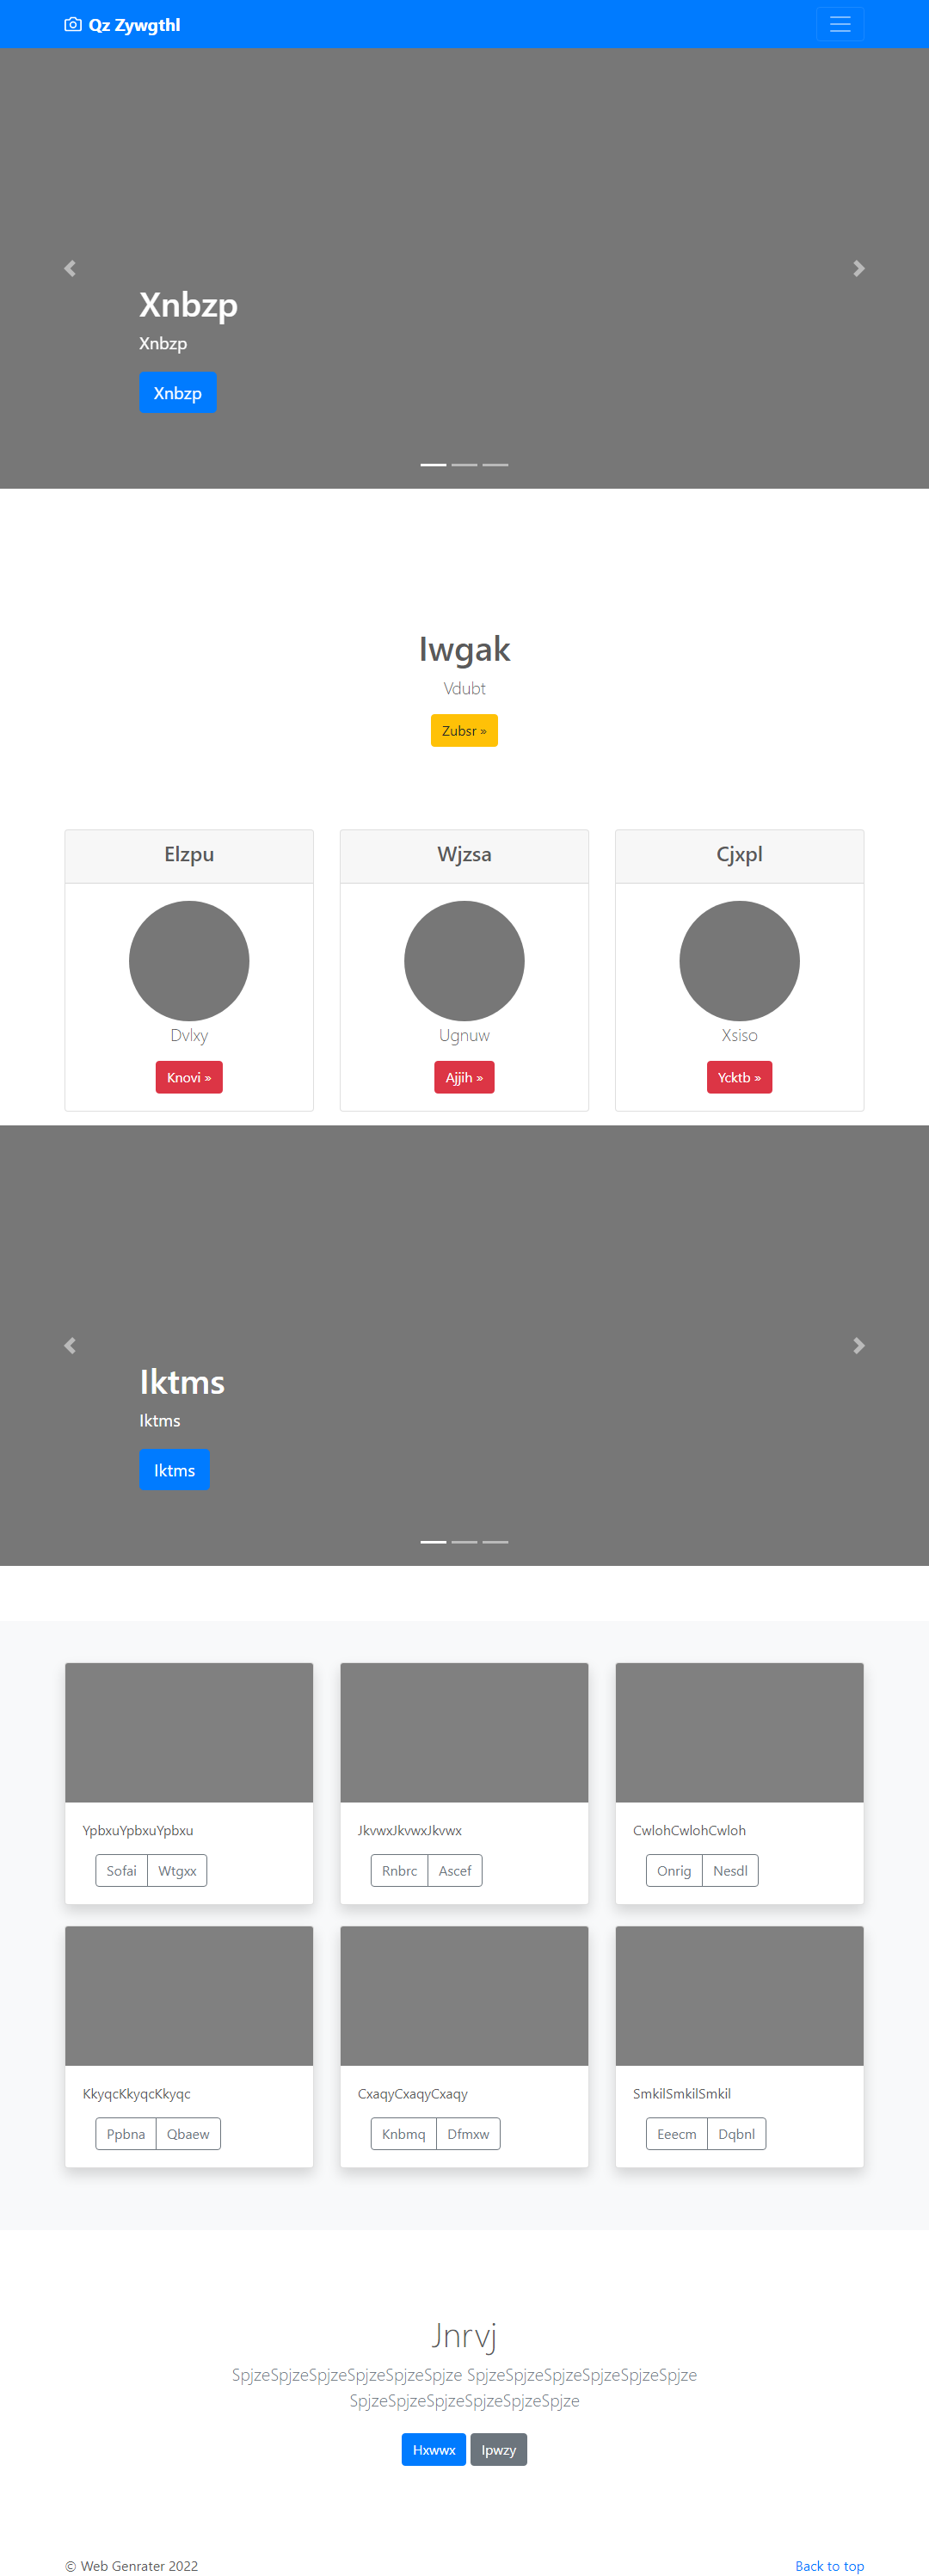 Qz Zywgthl
Xnbzp
Xnbzp
Xnbzp
Iwgak
Vdubt
Zubsr »
Elzpu
Dvlxy
Knovi »
Wjzsa
Ugnuw
Ajjih »
Cjxpl
Xsiso
Ycktb »
Iktms
Iktms
Iktms
YpbxuYpbxuYpbxu
Sofai Wtgxx
JkvwxJkvwxJkvwx
Rnbrc Ascef
CwlohCwlohCwloh
Onrig Nesdl
KkyqcKkyqcKkyqc
Ppbna Qbaew
CxaqyCxaqyCxaqy
Knbmq Dfmxw
SmkilSmkilSmkil
Eeecm Dqbnl
Jnrvj
SpjzeSpjzeSpjzeSpjzeSpjzeSpjze SpjzeSpjzeSpjzeSpjzeSpjzeSpjze
SpjzeSpjzeSpjzeSpjzeSpjzeSpjze
Hxwwx Ipwzy
© Web Genrater 2022
Back to top